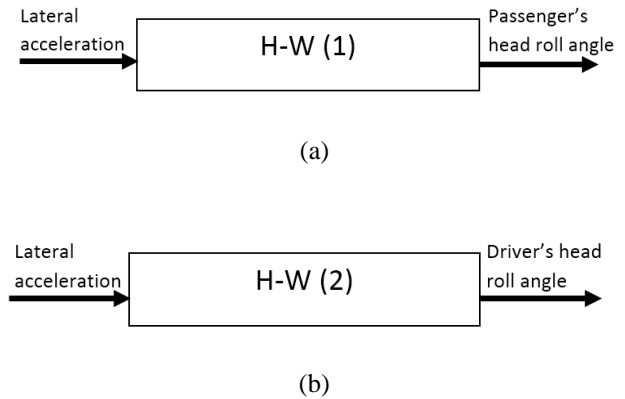 Lateral
acceleration
H-W (1)
Passenger's
head roll angle
(a)
Lateral
acceleration
H-W (2)
Driver's head
roll angle
(b)